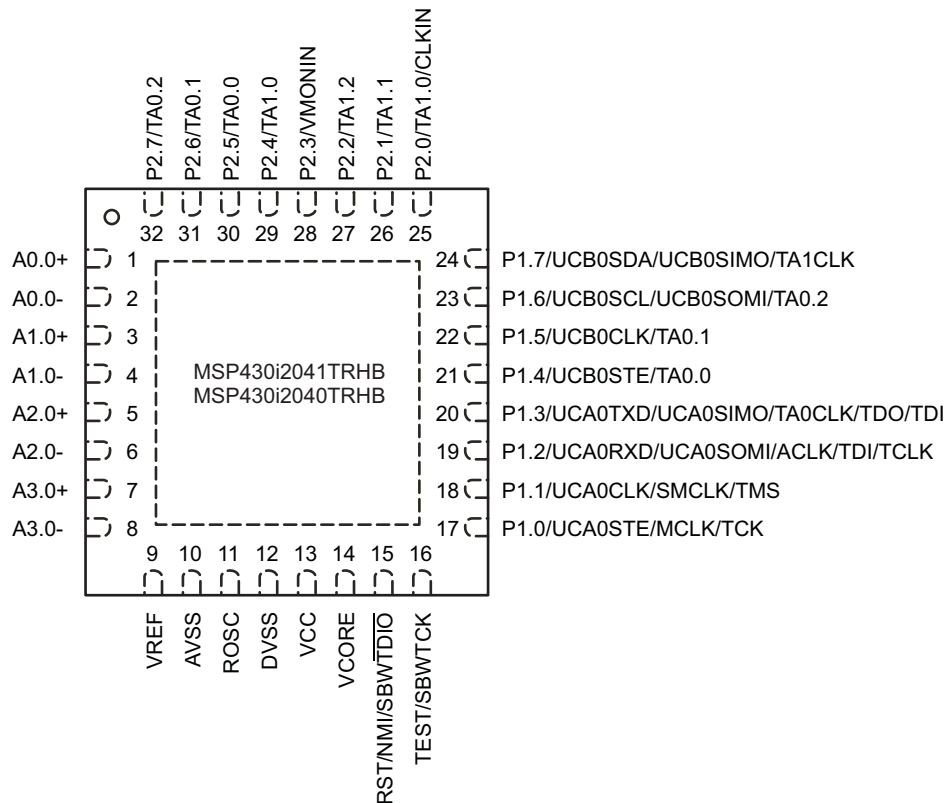 P2.7/TA0.2
P2.6/TA0.1
P2.5/TA0.0
P2.4/TA1.0
P2.3/VMONIN
P2.2/TA1.2
P2.1/TA1.1
P2.0/TA1.0/CLKIN
32 31 30 29 28 27 26 25
A0.0+ 1
A0.0- 2
A1.0+ 3
A1.0- 4
A2.0+ 5
A2.0- 6
A3.0+ 7
A3.0- 8
MSP430i2041TRHB
MSP430i2040TRHB
24 P1.7/UCB0SDA/UCB0SIMO/TA1CLK
23 P1.6/UCB0SCL/UCB0SOMI/TA0.2
22 P1.5/UCB0CLK/TA0.1
21 P1.4/UCB0STE/TA0.0
20 P1.3/UCA0TXD/UCA0SIMO/TA0CLK/TDO/TDI
19 P1.2/UCA0RXD/UCA0SOMI/ACLK/TDI/TCLK
18 P1.1/UCA0CLK/SMCLK/TMS
17 P1.0/UCA0STE/MCLK/TCK
9 10 11 12 13 14 15 16
VREF
AVSS
ROSC
DVSS
VCC
VCORE
RST/NMI/SBWTDIO
TEST/SBWTCK